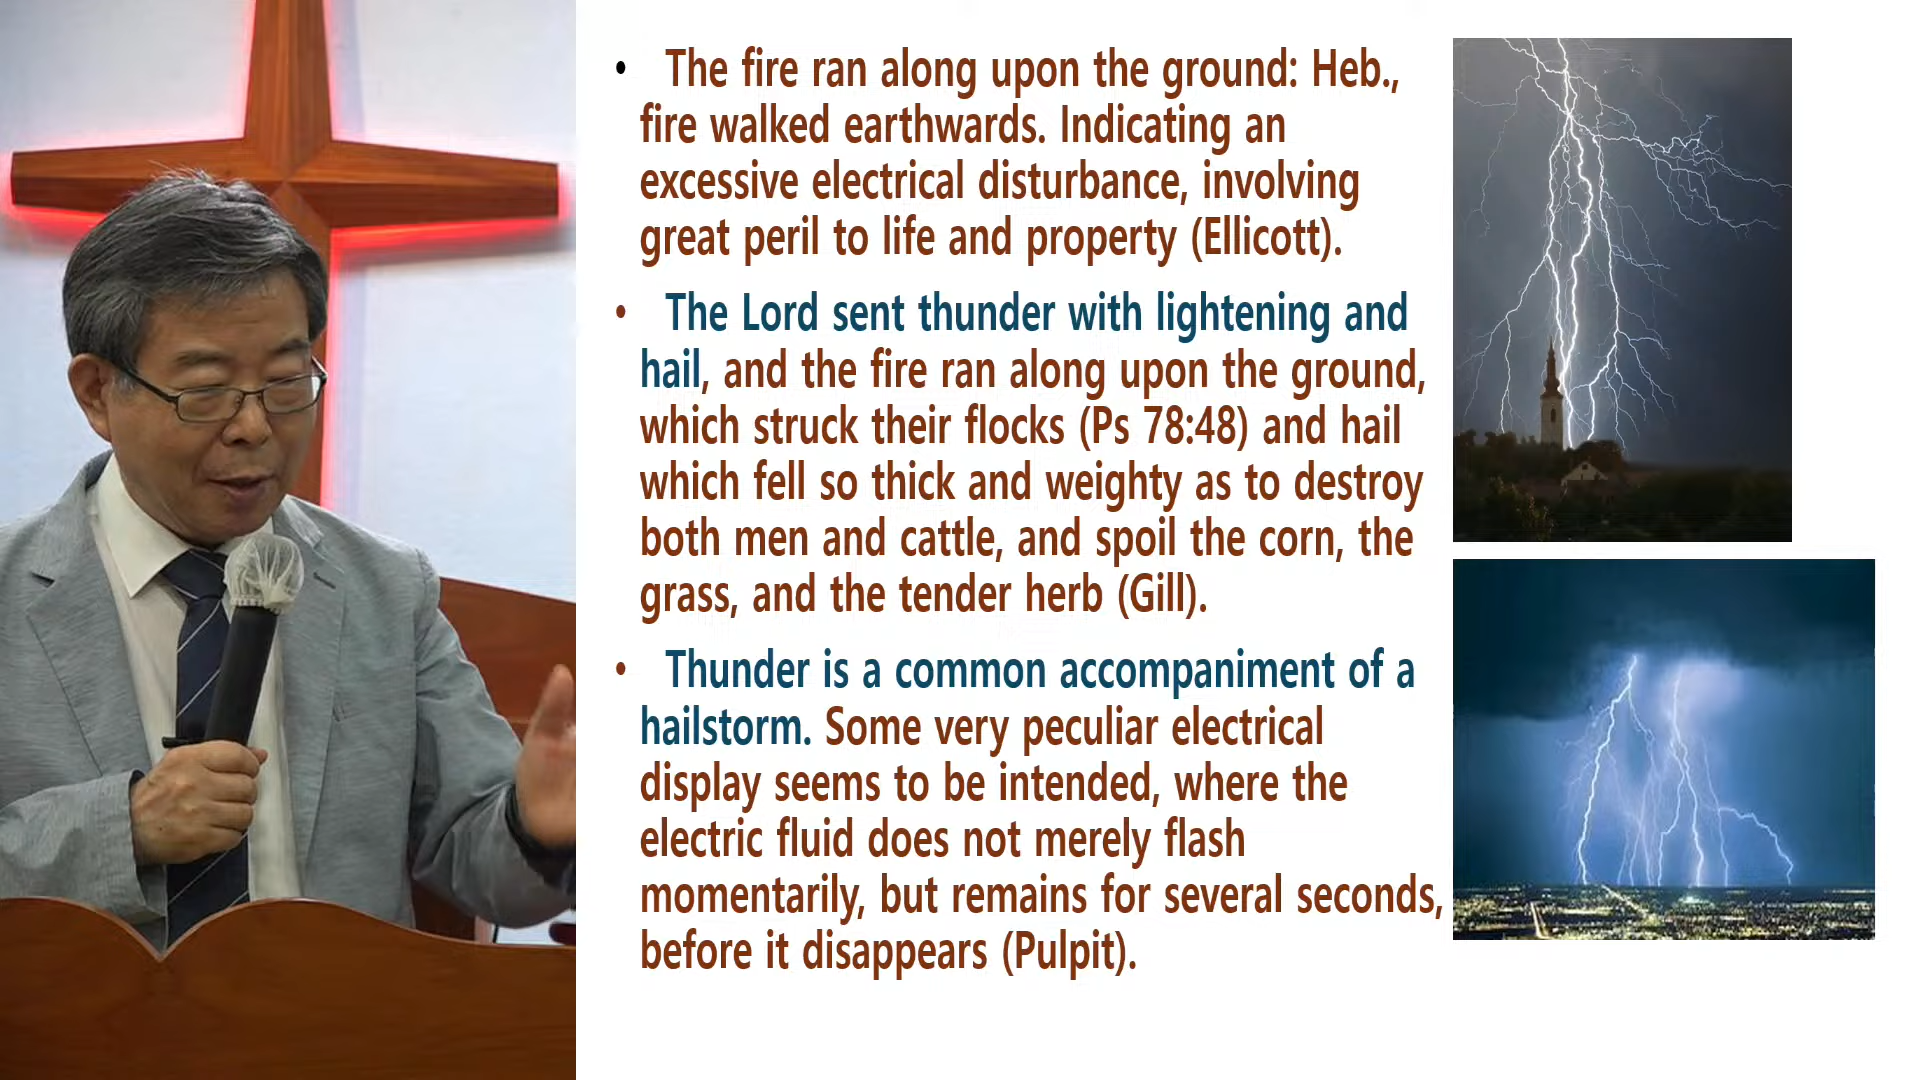 • The fire ran along upon the ground: Heb.,
fire walked earthwards. Indicating an
excessive electrical disturbance, involving
great peril to life and property (Ellicott).
• The Lord sent thunder with lightening and
hail, and the fire ran along upon the ground,
which struck their flocks (Ps 78:48) and hail
which fell so thick and weighty as to destroy
both men and cattle, and spoil the corn, the
grass, and the tender herb (Gill).
• Thunder is a common accompaniment of a
hailstorm. Some very peculiar electrical
display seems to be intended, where the
electric fluid does not merely flash
momentarily, but remains for several seconds,
before it disappears (Pulpit).